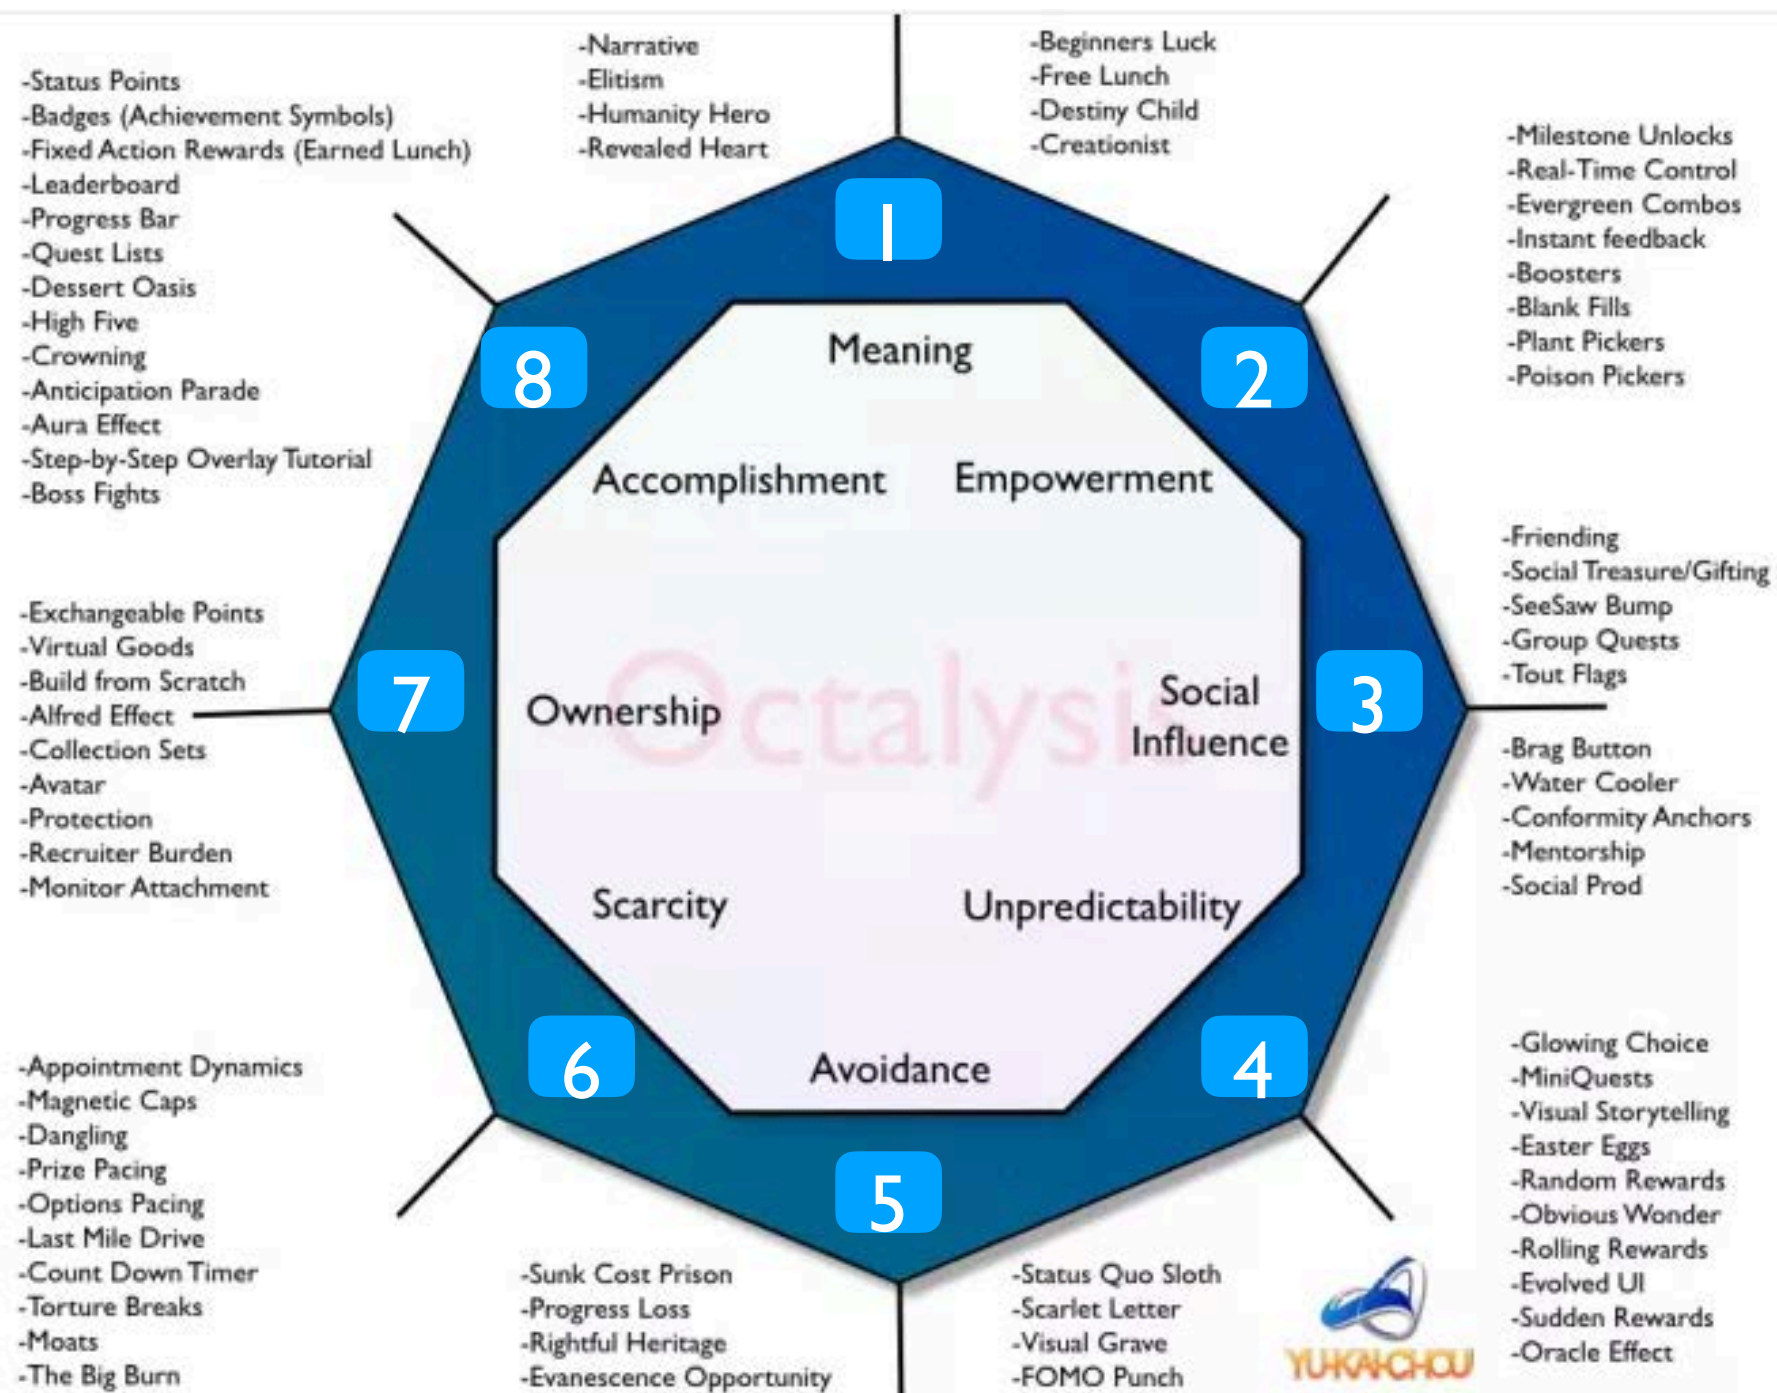 -Narrative
-Elitism
-Humanity Hero
-Revealed Heart
-Beginners Luck
-Free Lunch
-Destiny Child
-Creationist
-Status Points
-Badges (Achievement Symbols)
-Fixed Action Rewards (Earned Lunch)
-Leaderboard
-Progress Bar
-Quest Lists
-Dessert Oasis
-High Five
-Crowning
-Anticipation Parade
-Aura Effect
-Step-by-Step Overlay Tutorial
-Boss Fights
-Milestone Unlocks
-Real-Time Control
-Evergreen Combos
-Instant feedback
-Boosters
-Blank Fills
-Plant Pickers
-Poison Pickers
1
8
2
Meaning
Accomplishment
Empowerment
-Exchangeable Points
-Virtual Goods
-Build from Scratch
-Alfred Effect
-Collection Sets
-Avatar
-Protection
-Recruiter Burden
-Monitor Attachment
7
Ownership
Octalysis
Social
Influence
3
-Friending
-Social Treasure/Gifting
-SeeSaw Bump
-Group Quests
-Tout Flags
-Brag Button
-Water Cooler
-Conformity Anchors
-Mentorship
-Social Prod
Scarcity
Unpredictability
Avoidance
6
4
5
-Appointment Dynamics
-Magnetic Caps
-Dangling
-Prize Pacing
-Options Pacing
-Last Mile Drive
-Count Down Timer
-Torture Breaks
-Moats
-The Big Burn
-Sunk Cost Prison
-Progress Loss
-Rightful Heritage
-Evanescence Opportunity
-Status Quo Sloth
-Scarlet Letter
-Visual Grave
-FOMO Punch
YU-KAI-CHOU
-Glowing Choice
-MiniQuests
-Visual Storytelling
-Easter Eggs
-Random Rewards
-Obvious Wonder
-Rolling Rewards
-Evolved UI
-Sudden Rewards
-Oracle Effect